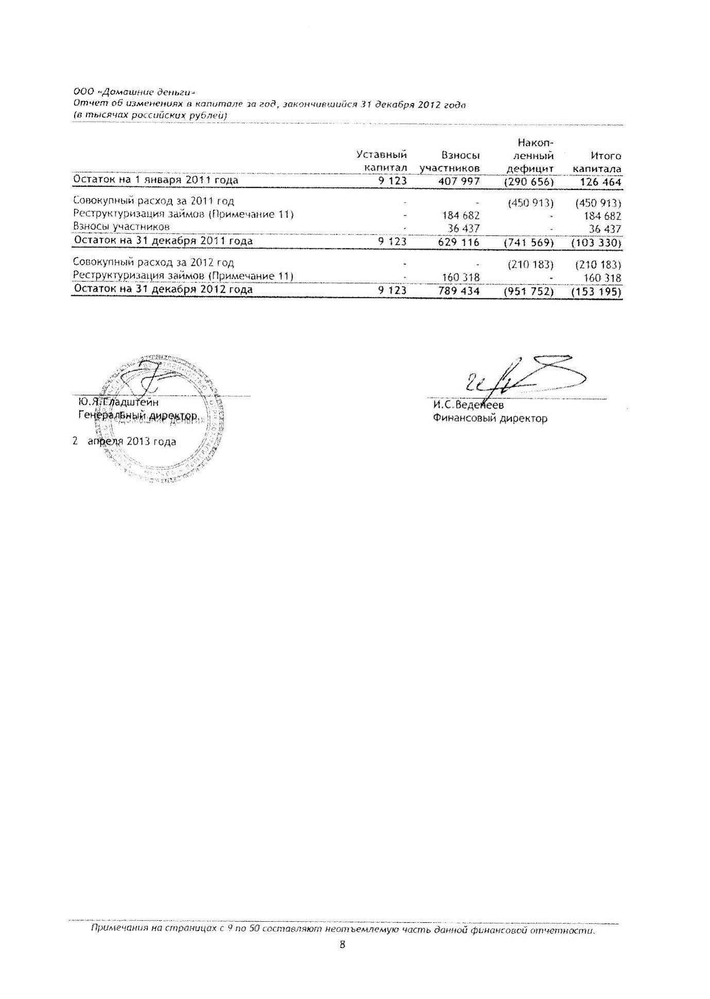 ООО «Домашние деньги»
Отчет об изменениях в капитале за год, закончившийся 31 декабря 2012 года
(в тысячах российских рублей)
Уставный капитал Взносы участников Накоп-ленный дефицит Итого капитала
Остаток на 1 января 2011 года 9 123 407 997 (290 656) 126 464
Совокупный расход за 2011 год - - (450 913) (450 913)
Реструктуризация займов (Примечание 11) - 184 682 - 184 682
Взносы участников - 36 437 - 36 437
Остаток на 31 декабря 2011 года 9 123 629 116 (741 569) (103 330)
Совокупный расход за 2012 год - - (210 183) (210 183)
Реструктуризация займов (Примечание 11) - 160 318 - 160 318
Остаток на 31 декабря 2012 года 9 123 789 434 (951 752) (153 195)
Ю.Я.Гладштейн
Генеральный директор
И.С.Веденеев
Финансовый директор
2 апреля 2013 года
Примечания на страницах с 9 по 50 составляют неотъемлемую часть данной финансовой отчетности.
8